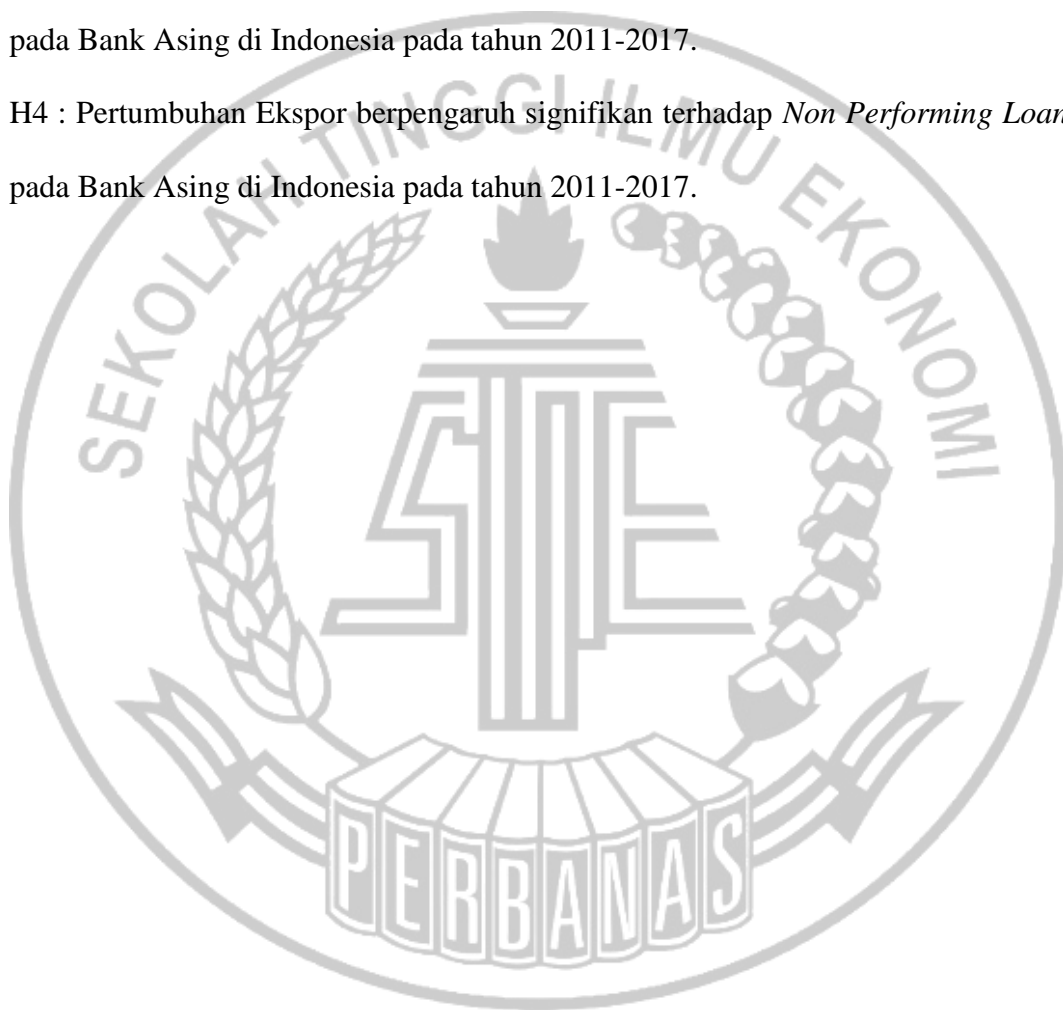 pada Bank Asing di Indonesia pada tahun 2011-2017.
H4 : Pertumbuhan Ekspor berpengaruh signifikan terhadap Non Performing Loan
pada Bank Asing di Indonesia pada tahun 2011-2017.
SEKOLAH TINGGI ILMU EKONOMI
STIE
PERBANAS